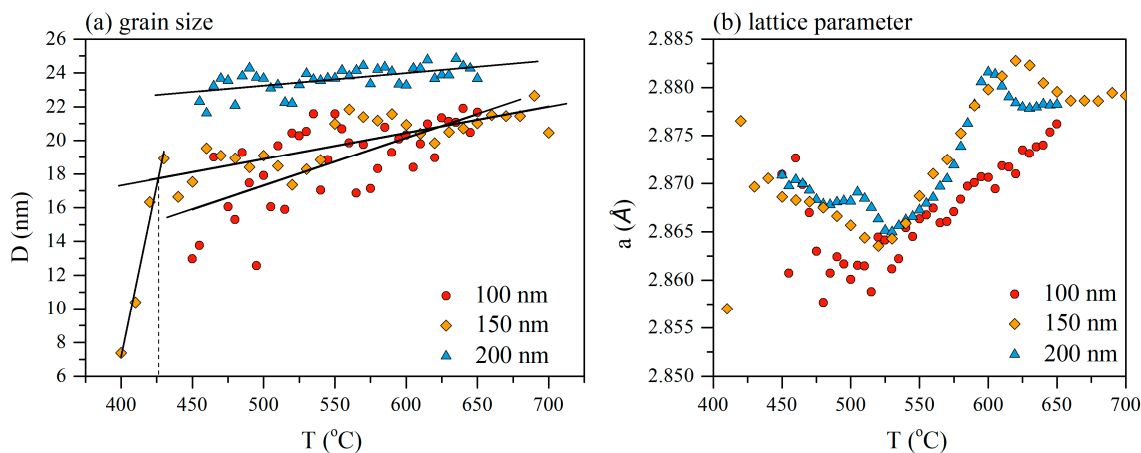 (a) grain size
26
24
22
20
18
16
14
12
10
8
6
D (nm)
400 450 500 550 600 650 700
T (°C)
100 nm
150 nm
200 nm
(b) lattice parameter
2.885
2.880
2.875
2.870
2.865
2.860
2.855
2.850
a (Å)
400 450 500 550 600 650 700
T (°C)
100 nm
150 nm
200 nm